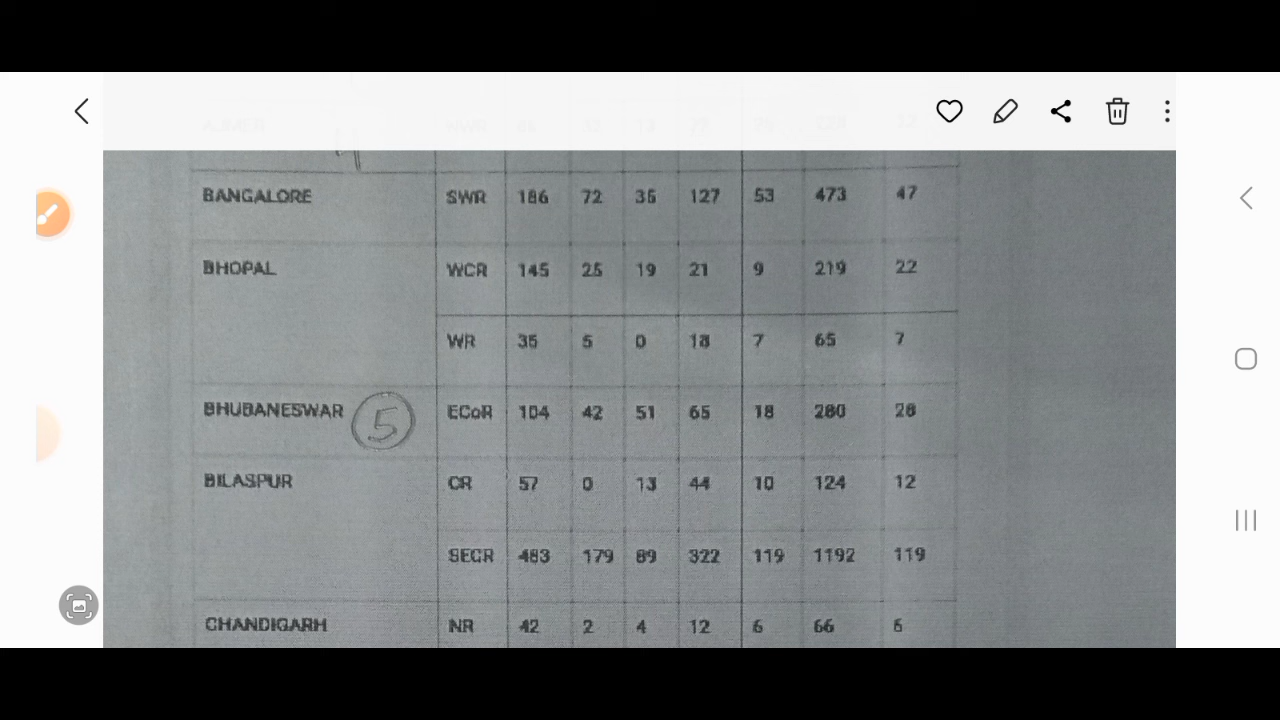 BANGALORE SWR 186 72 35 127 53 473 47
BHOPAL WCR 145 25 19 21 9 219 22
WR 35 5 0 18 7 65 7
BHUBANESWAR 5 ECoR 104 42 51 65 18 280 28
BILASPUR CR 57 0 13 44 10 124 12
SECR 483 179 89 322 119 1192 119
CHANDIGARH NR 42 2 4 12 6 66 6